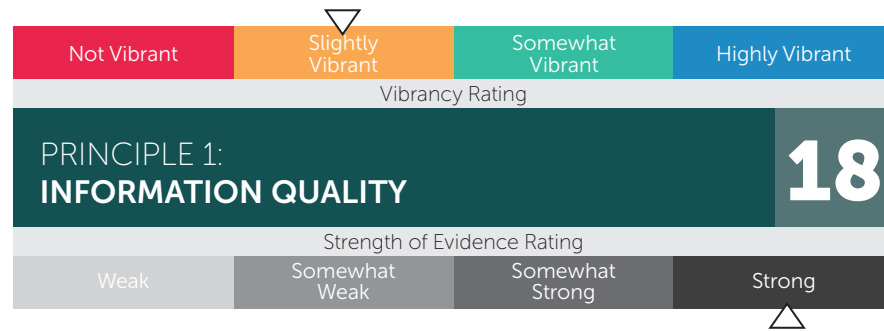 Not Vibrant
Slightly
Vibrant
Somewhat
Vibrant
Highly Vibrant
Vibrancy Rating
PRINCIPLE 1:
INFORMATION QUALITY
18
Strength of Evidence Rating
Weak
Somewhat
Weak
Somewhat
Strong
Strong